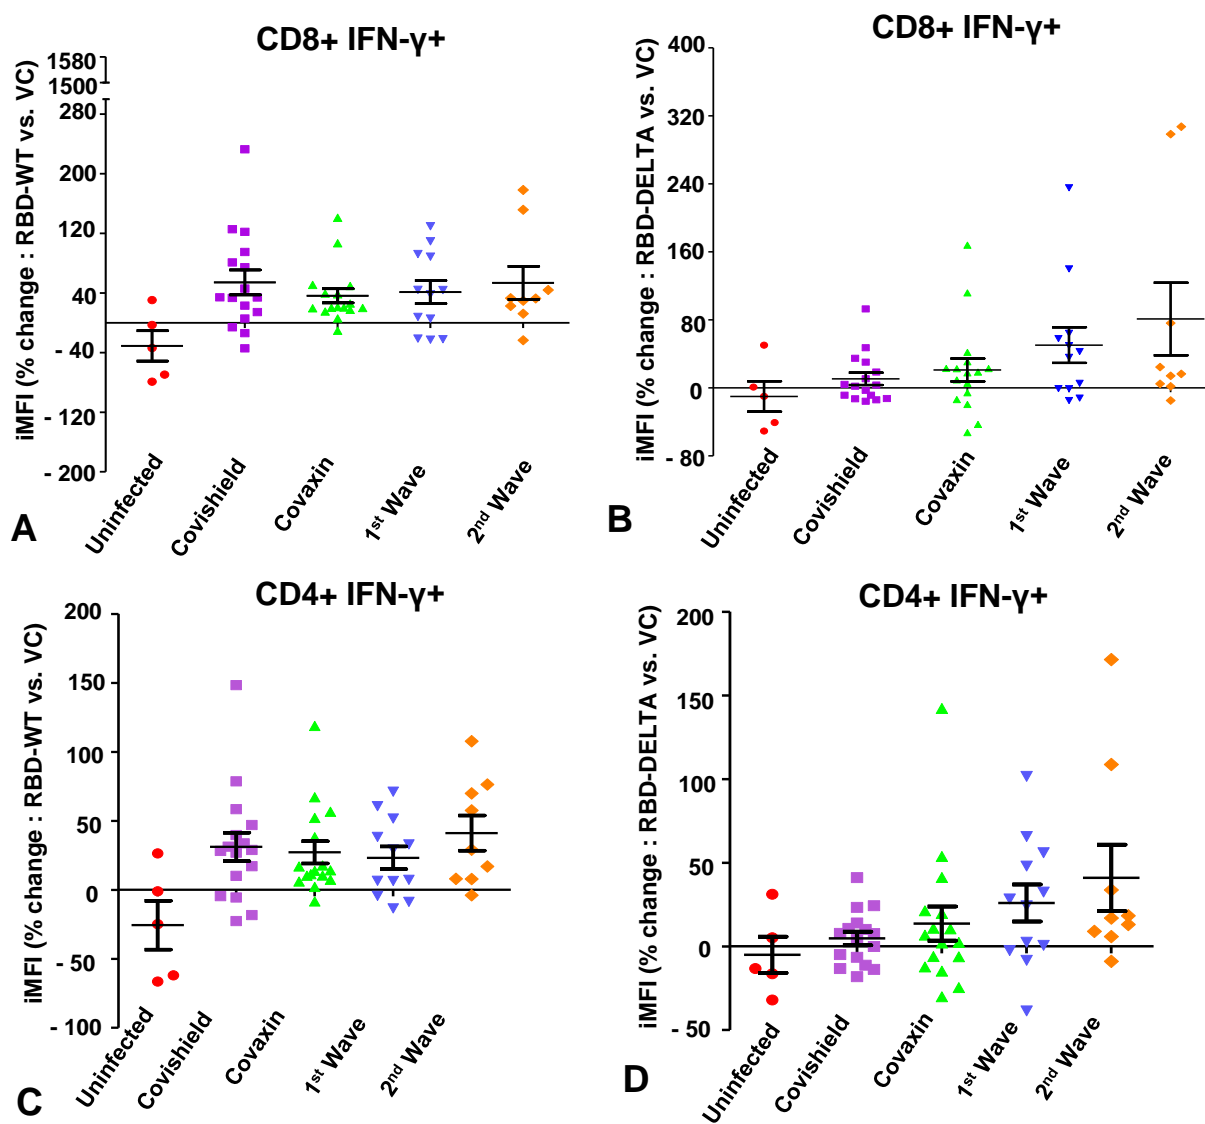 CD8+ IFN-γ+
iMFI (% change : RBD-WT vs. VC)
1580
1500
280
200
120
40
- 40
- 120
- 200
Uninfected
Covishield
Covaxin
1st Wave
2nd Wave
A
CD8+ IFN-γ+
iMFI (% change : RBD-DELTA vs. VC)
400
320
240
160
80
0
- 80
Uninfected
Covishield
Covaxin
1st Wave
2nd Wave
B
CD4+ IFN-γ+
iMFI (% change : RBD-WT vs. VC)
200
150
100
50
0
- 50
- 100
Uninfected
Covishield
Covaxin
1st Wave
2nd Wave
C
CD4+ IFN-γ+
iMFI (% change : RBD-DELTA vs. VC)
200
150
100
50
0
- 50
Uninfected
Covishield
Covaxin
1st Wave
2nd Wave
D